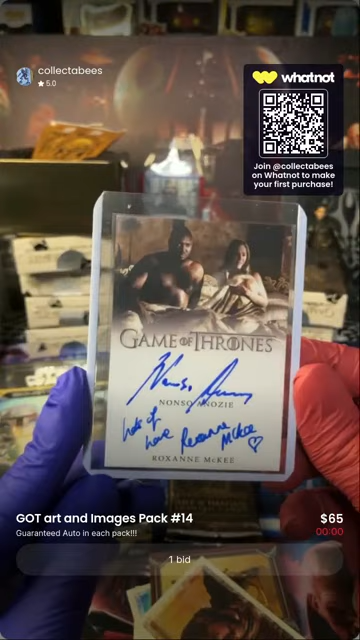 collectabees
★ 5.0
whatnot
Join @collectabees
on Whatnot to make
your first purchase!
GAME OF THRONES
Nonso Anozie
NONSO ANOZIE
Lots of
love Roxanne
McKee ♡
ROXANNE McKEE
GOT art and Images Pack #14
$65
Guaranteed Auto in each pack!!!
00:00
1 bid